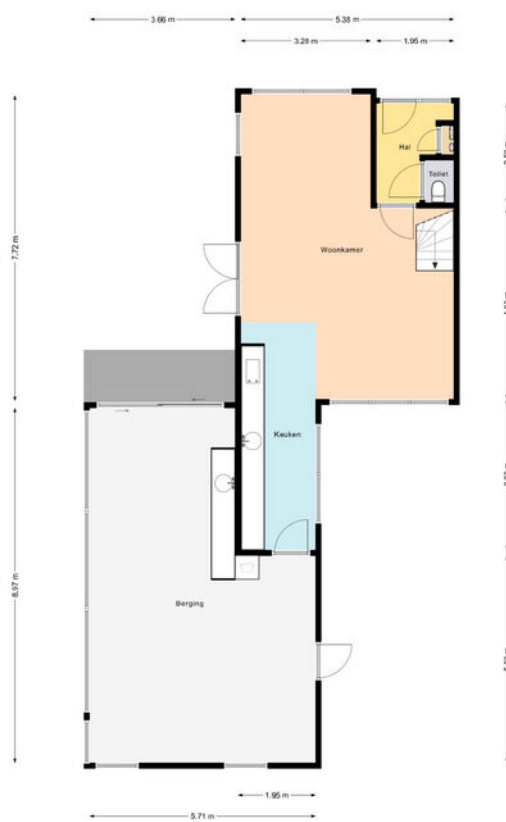 3.66 m
5.38 m
3.28 m
1.95 m
Hal
Toilet
7.72 m
Woonkamer
Keuken
8.97 m
Berging
1.95 m
5.71 m